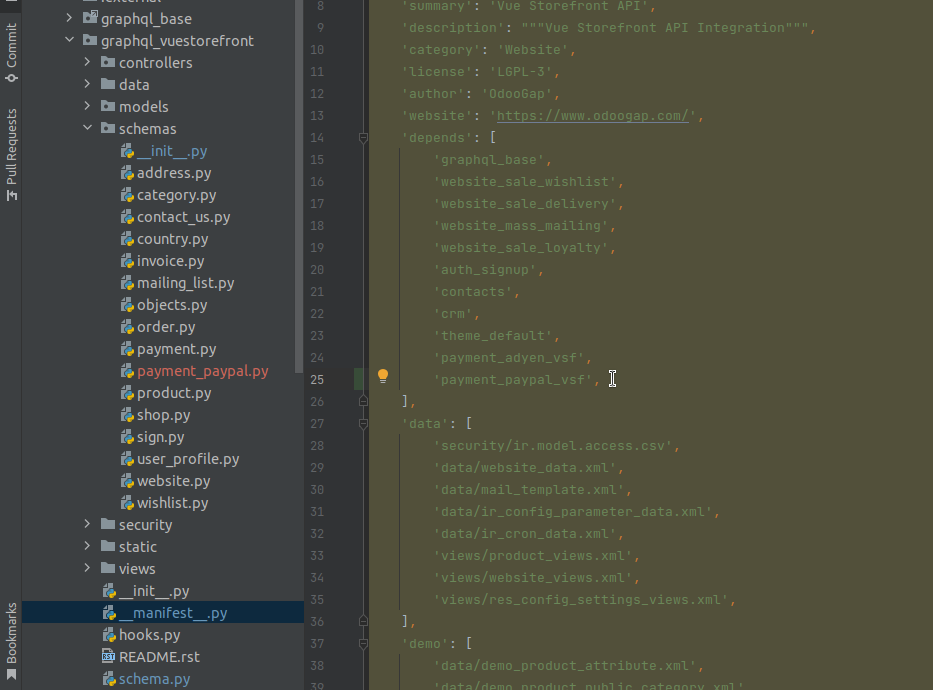 Commit
Pull Requests
Bookmarks
external
graphql_base
graphql_vuestorefront
controllers
data
models
schemas
__init__.py
address.py
category.py
contact_us.py
country.py
invoice.py
mailing_list.py
objects.py
order.py
payment.py
payment_paypal.py
product.py
shop.py
sign.py
user_profile.py
website.py
wishlist.py
security
static
views
__init__.py
__manifest__.py
hooks.py
README.rst
schema.py
8 'summary': 'Vue Storefront API',
9 'description': """Vue Storefront API Integration""",
10 'category': 'Website',
11 'license': 'LGPL-3',
12 'author': 'OdooGap',
13 'website': 'https://www.odoogap.com/',
14 'depends': [
15 'graphql_base',
16 'website_sale_wishlist',
17 'website_sale_delivery',
18 'website_mass_mailing',
19 'website_sale_loyalty',
20 'auth_signup',
21 'contacts',
22 'crm',
23 'theme_default',
24 'payment_adyen_vsf',
25 'payment_paypal_vsf',
26 ],
27 'data': [
28 'security/ir.model.access.csv',
29 'data/website_data.xml',
30 'data/mail_template.xml',
31 'data/ir_config_parameter_data.xml',
32 'data/ir_cron_data.xml',
33 'views/product_views.xml',
34 'views/website_views.xml',
35 'views/res_config_settings_views.xml',
36 ],
37 'demo': [
38 'data/demo_product_attribute.xml',
39 'data/demo_product_public_category.xml'